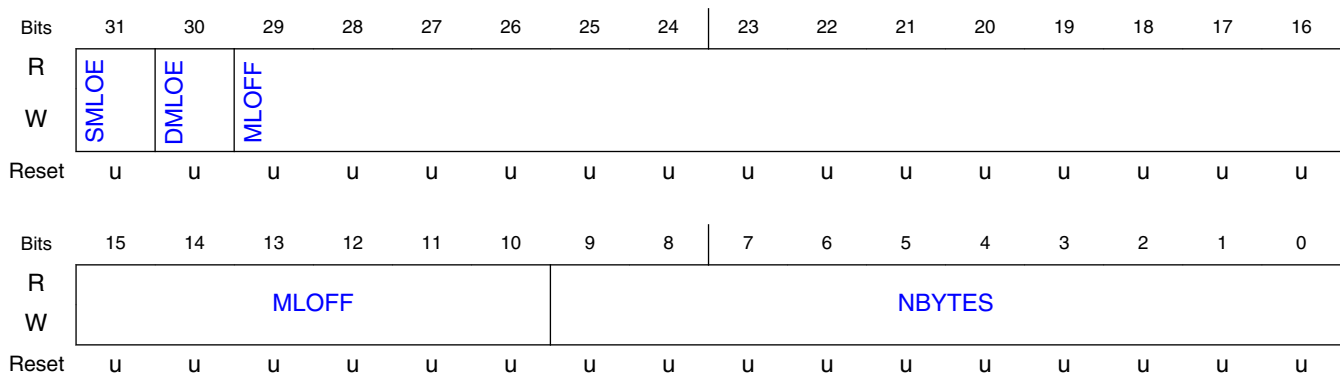 Bits 31 30 29 28 27 26 25 24 23 22 21 20 19 18 17 16
R
SMLOE DMLOE MLOFF
W
Reset u u u u u u u u u u u u u u u u
Bits 15 14 13 12 11 10 9 8 7 6 5 4 3 2 1 0
R
MLOFF NBYTES
W
Reset u u u u u u u u u u u u u u u u